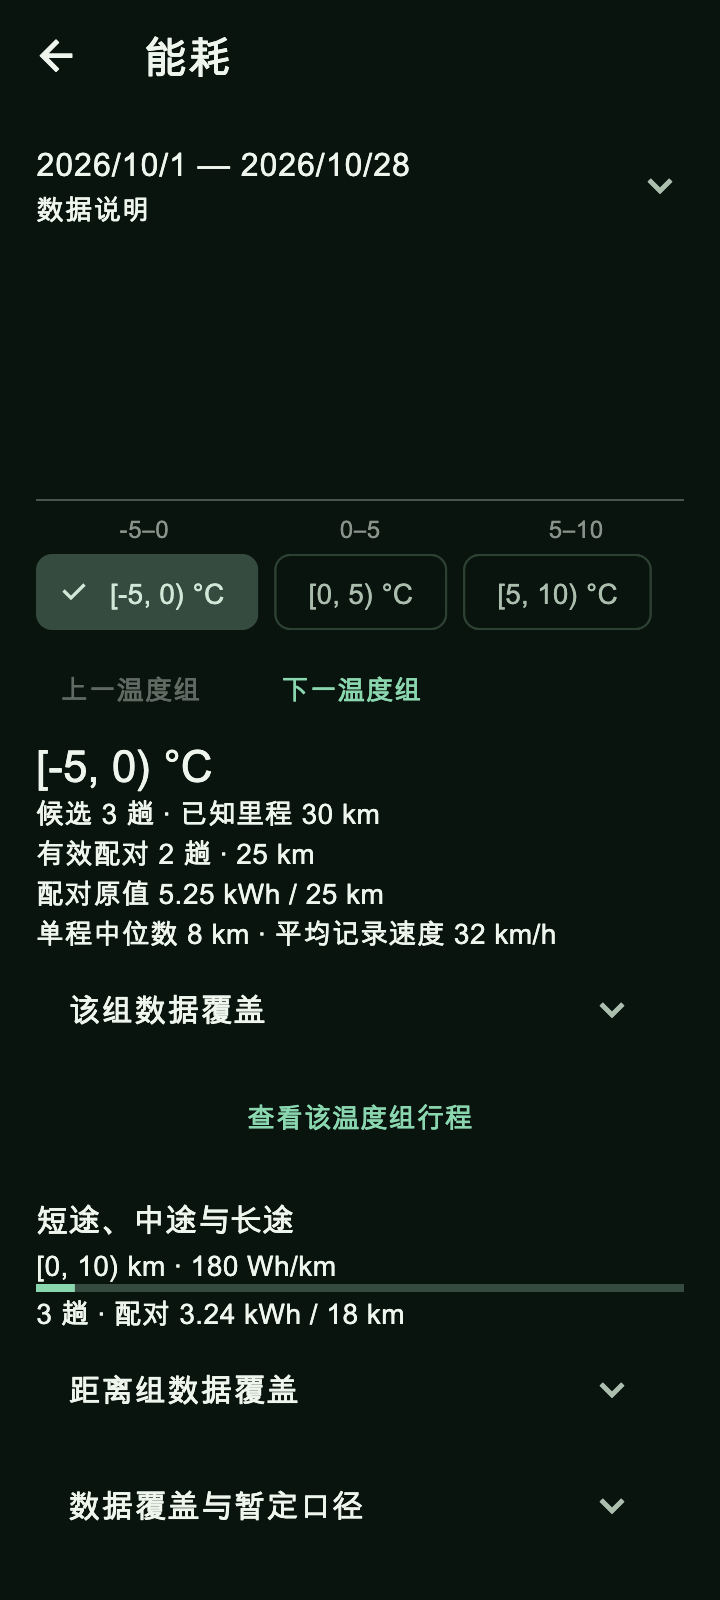 能耗
2026/10/1 — 2026/10/28
数据说明
-5–0 0–5 5–10
[-5, 0) °C [0, 5) °C [5, 10) °C
上一温度组 下一温度组
[-5, 0) °C
候选 3 趟 · 已知里程 30 km
有效配对 2 趟 · 25 km
配对原值 5.25 kWh / 25 km
单程中位数 8 km · 平均记录速度 32 km/h
该组数据覆盖
查看该温度组行程
短途、中途与长途
[0, 10) km · 180 Wh/km
3 趟 · 配对 3.24 kWh / 18 km
距离组数据覆盖
数据覆盖与暂定口径